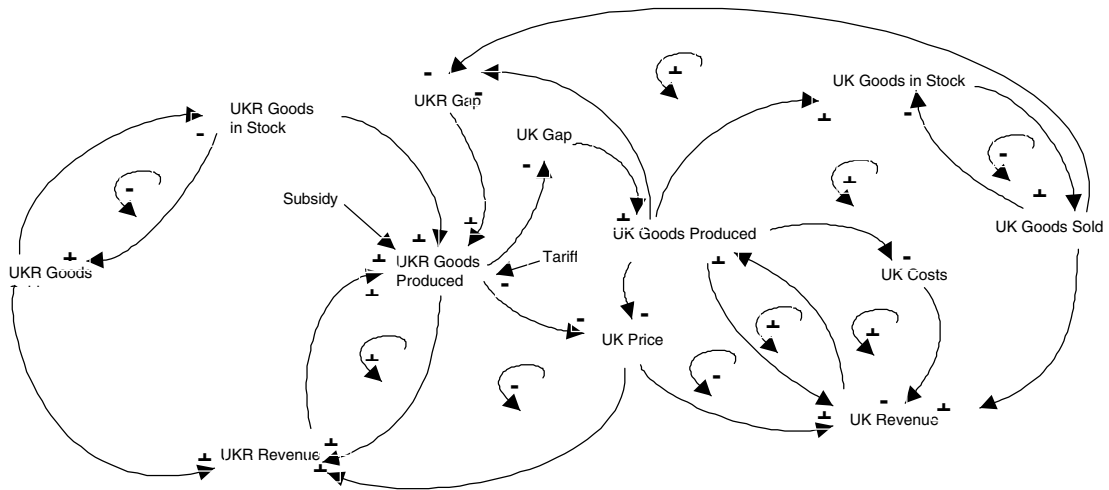 UKR Goods
in Stock
UKR Gap
UK Gap
UK Goods in Stock
Subsidy
UKR Goods
UKR Goods
Produced
Tariff
UK Goods Produced
UK Goods Sold
UK Costs
UK Price
UK Revenue
UKR Revenue